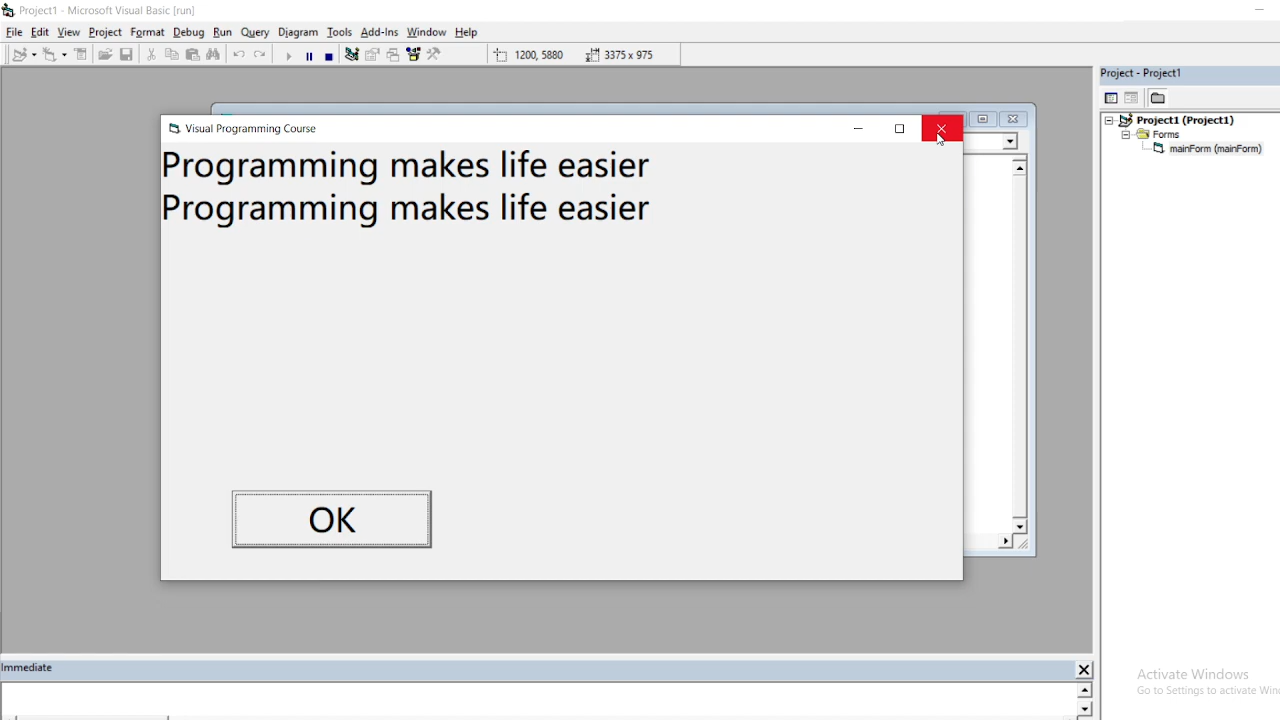 Project1 - Microsoft Visual Basic [run]
File Edit View Project Format Debug Run Query Diagram Tools Add-Ins Window Help
1200, 5880 3375 x 975
Project - Project1
Visual Programming Course
Project1 (Project1)
Forms
mainForm (mainForm)
Programming makes life easier
Programming makes life easier
OK
Immediate
Activate Windows
Go to Settings to activate